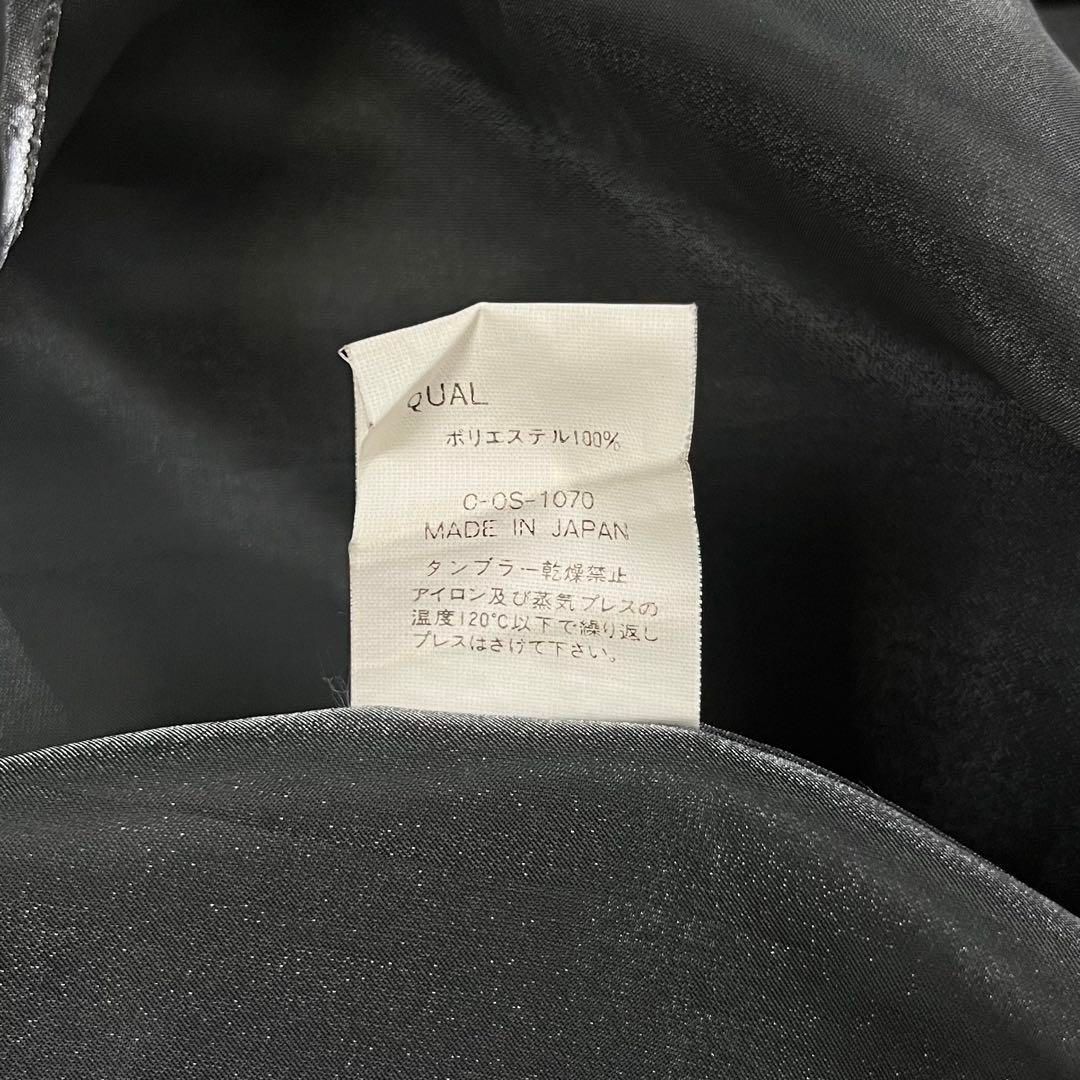 QUAL
ポリエステル100%
C-OS-1070
MADE IN JAPAN
タンブラー乾燥禁止
アイロン及び蒸気プレスの
温度120℃以下で繰り返し
プレスはさけて下さい。